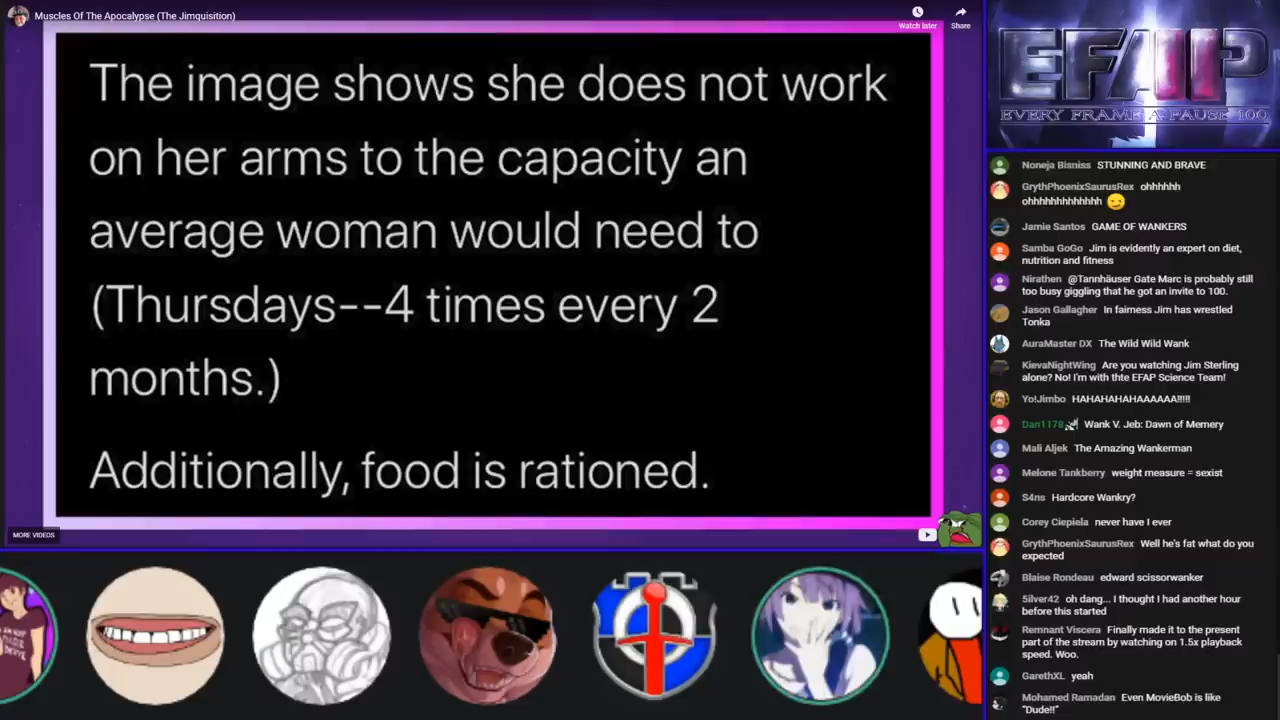 Muscles Of The Apocalypse (The Jimquisition)
Watch later
Share
The image shows she does not work
on her arms to the capacity an
average woman would need to
(Thursdays--4 times every 2
months.)
Additionally, food is rationed.
MORE VIDEOS
EFAP
EVERY FRAME A PAUSE 100
Noneja Bisniss STUNNING AND BRAVE
GrythPhoenixSaurusRex ohhhhhh
ohhhhhhhhhhhhh
Jamie Santos GAME OF WANKERS
Samba GoGo Jim is evidently an expert on diet,
nutrition and fitness
Nirathen @Tannhäuser Gate Marc is probably still
too busy giggling that he got an invite to 100.
Jason Gallagher In fairness Jim has wrestled
Tonka
AuraMaster DX The Wild Wild Wank
KievaNightWing Are you watching Jim Sterling
alone? No! I'm with thte EFAP Science Team!
Yo!Jimbo HAHAHAHAHAAAAAA!!!!!
Dan1178 Wank V. Jeb: Dawn of Memery
Mali Aljek The Amazing Wankerman
Melone Tankberry weight measure = sexist
S4ns Hardcore Wankry?
Corey Ciepiela never have I ever
GrythPhoenixSaurusRex Well he's fat what do you
expected
Blaise Rondeau edward scissorwanker
5ilver42 oh dang... I thought I had another hour
before this started
Remnant Viscera Finally made it to the present
part of the stream by watching on 1.5x playback
speed. Woo.
GarethXL yeah
Mohamed Ramadan Even MovieBob is like
"Dude!!"